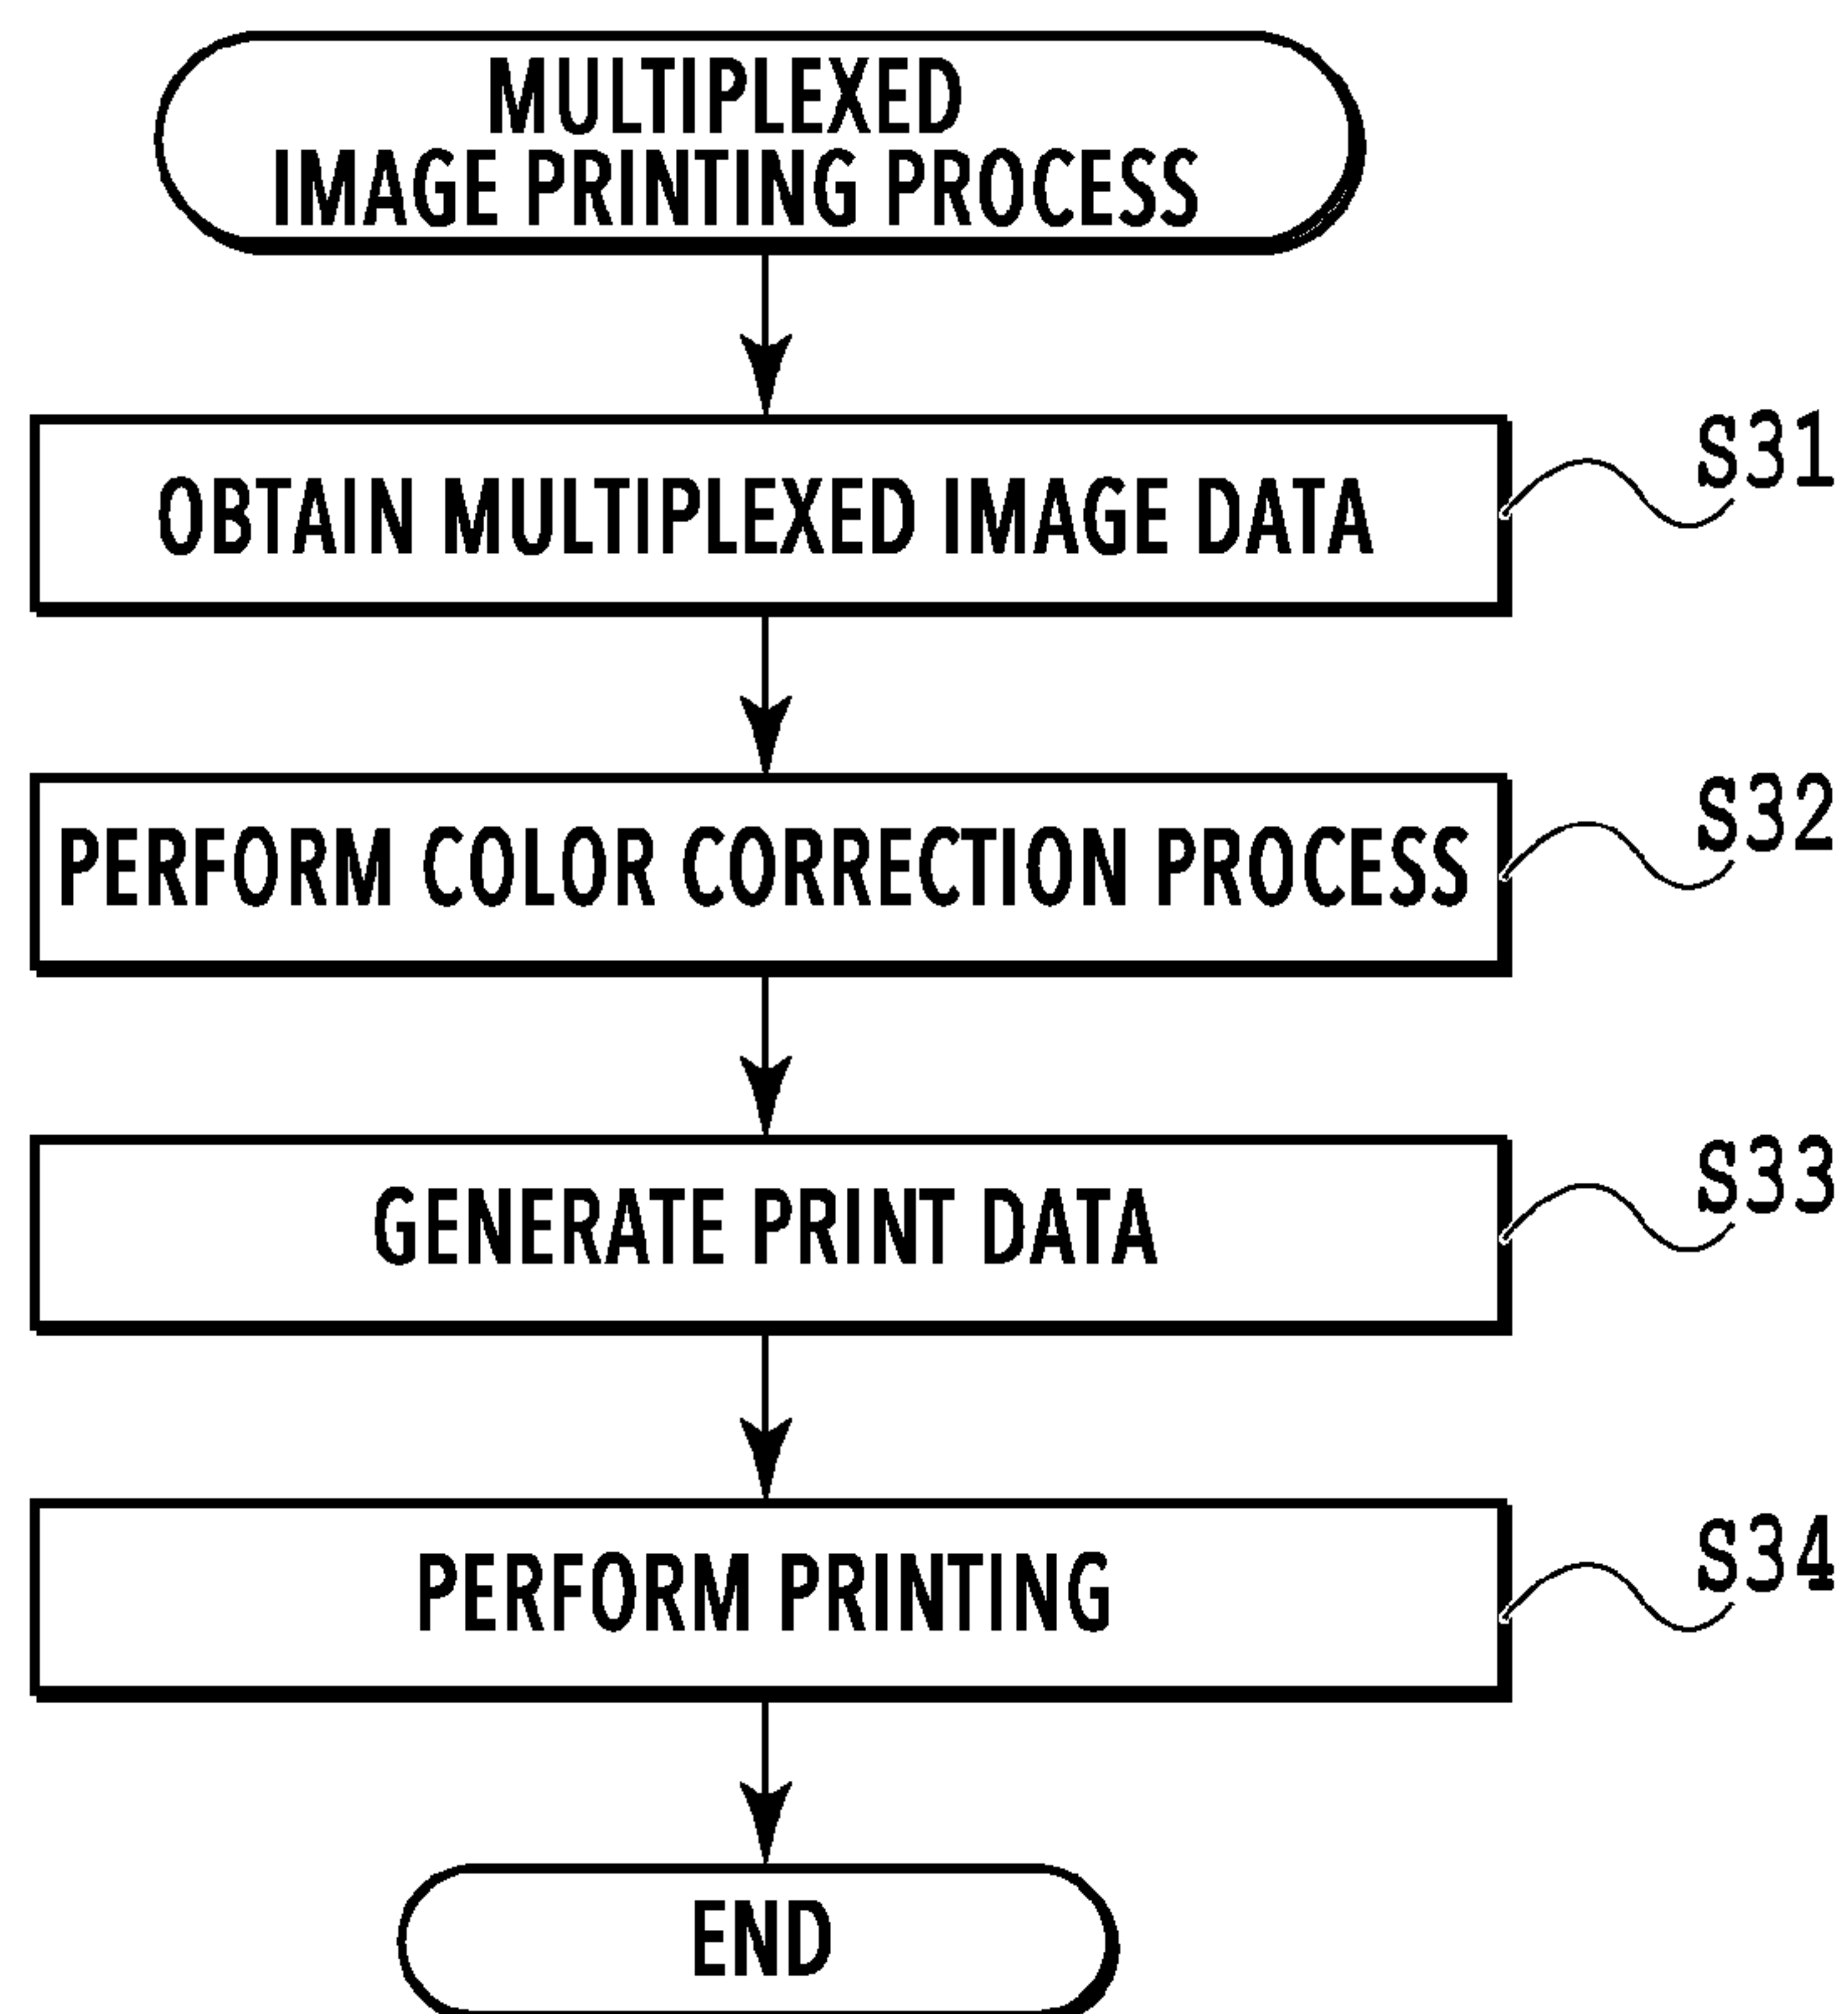 MULTIPLEXED
IMAGE PRINTING PROCESS
OBTAIN MULTIPLEXED IMAGE DATA
S31
PERFORM COLOR CORRECTION PROCESS
S32
GENERATE PRINT DATA
S33
PERFORM PRINTING
S34
END